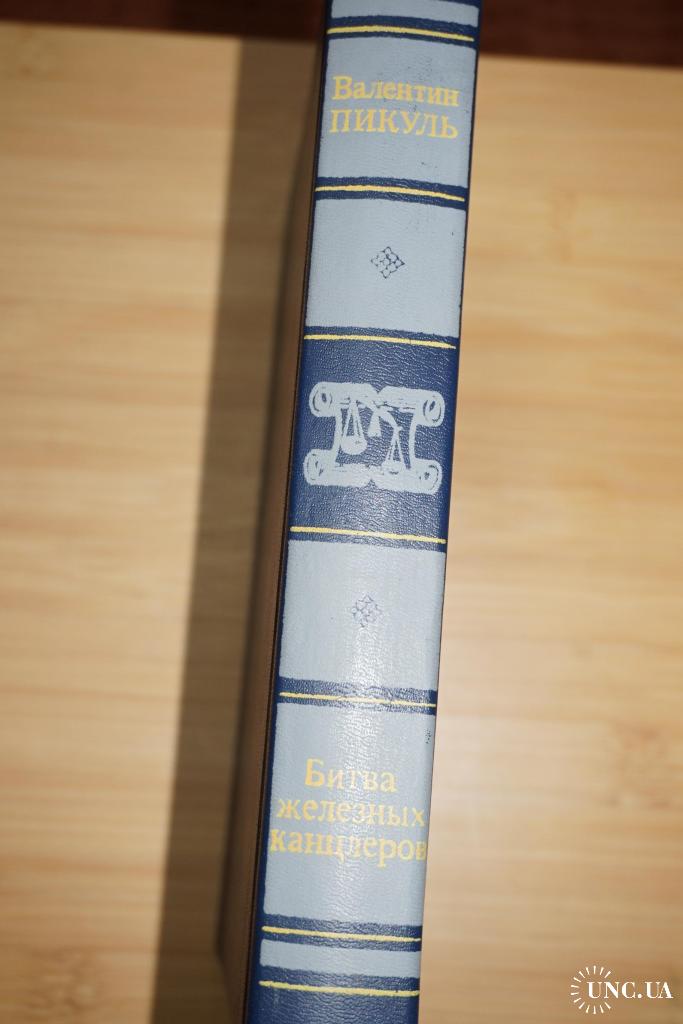 Валентин
ПИКУЛЬ
Битва
железных
канцлеров
UNC.UA